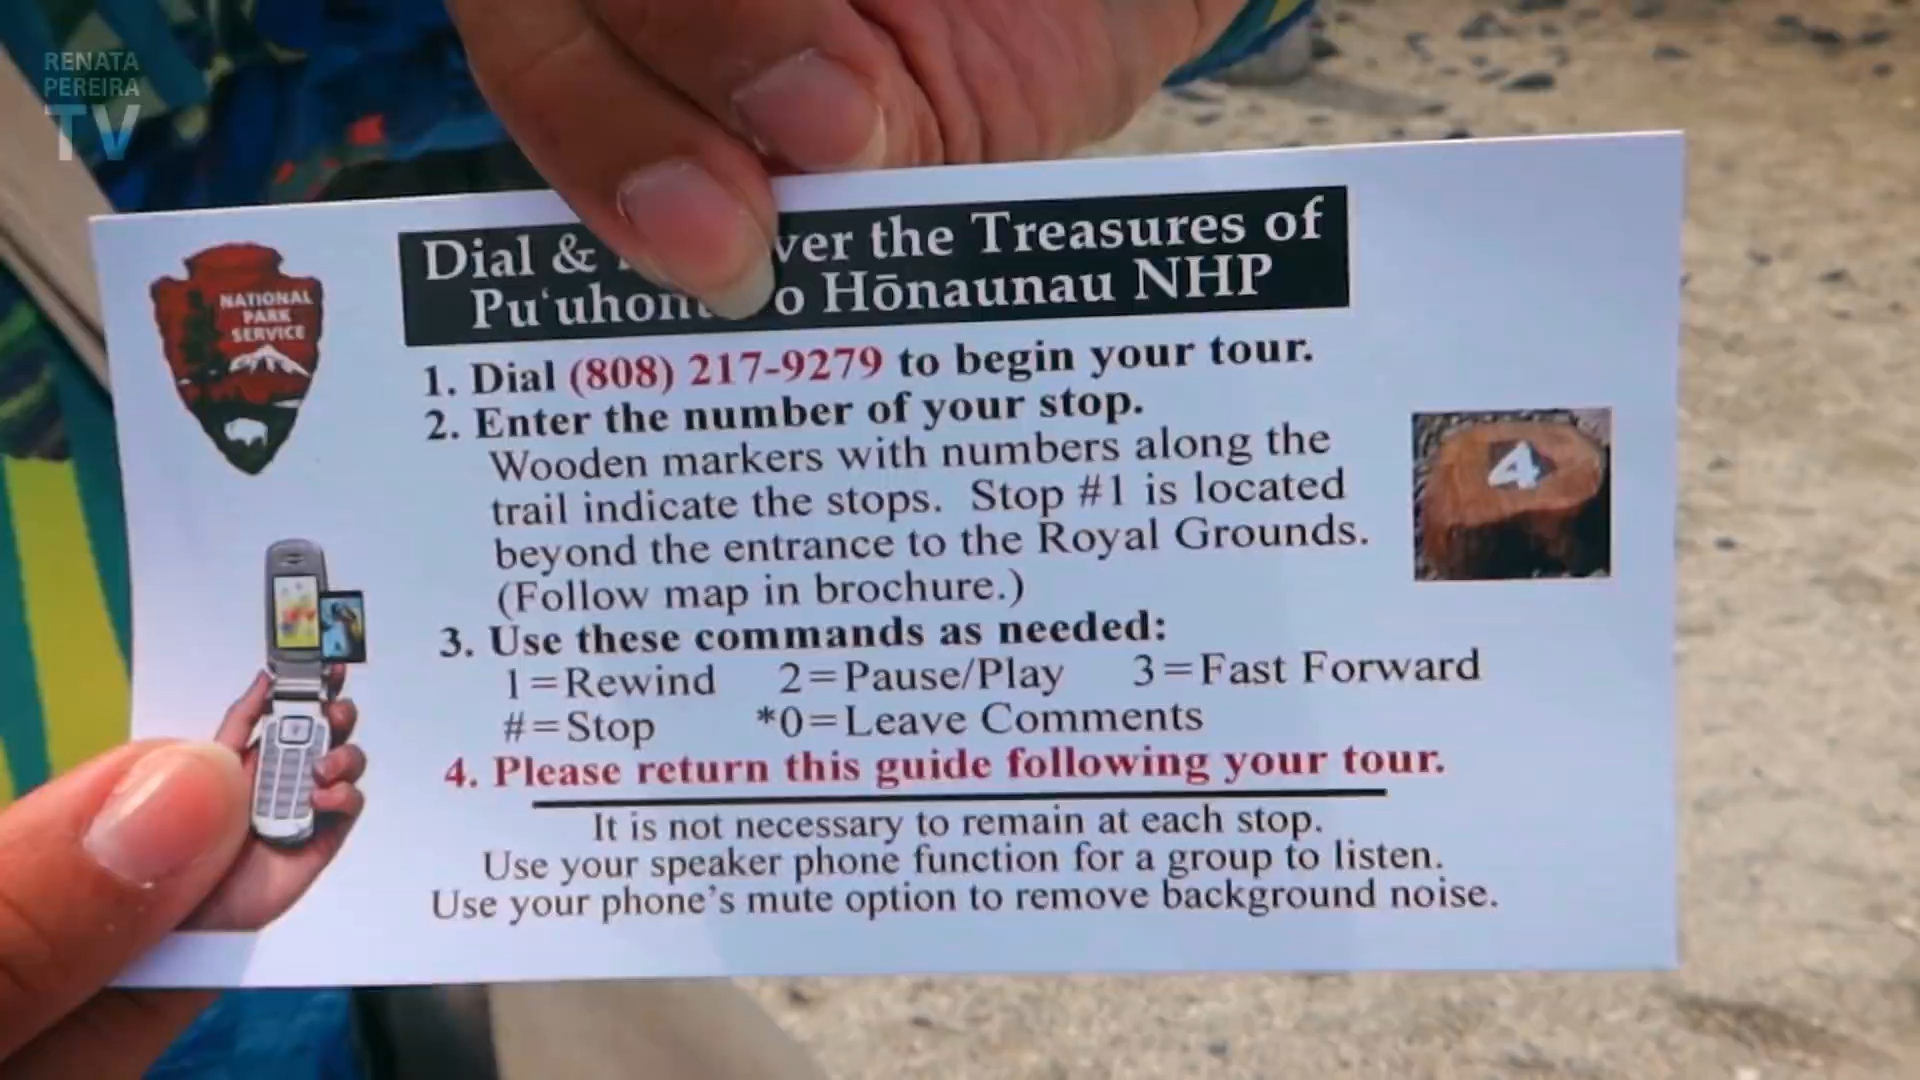 RENATA
PEREIRA
TV
NATIONAL
PARK
SERVICE
Dial & ver the Treasures of
Puʻuhon o Hōnaunau NHP
1. Dial (808) 217-9279 to begin your tour.
2. Enter the number of your stop.
Wooden markers with numbers along the
trail indicate the stops. Stop #1 is located
beyond the entrance to the Royal Grounds.
(Follow map in brochure.)
4
3. Use these commands as needed:
1=Rewind 2=Pause/Play 3=Fast Forward
#=Stop *0=Leave Comments
4. Please return this guide following your tour.
It is not necessary to remain at each stop.
Use your speaker phone function for a group to listen.
Use your phone's mute option to remove background noise.